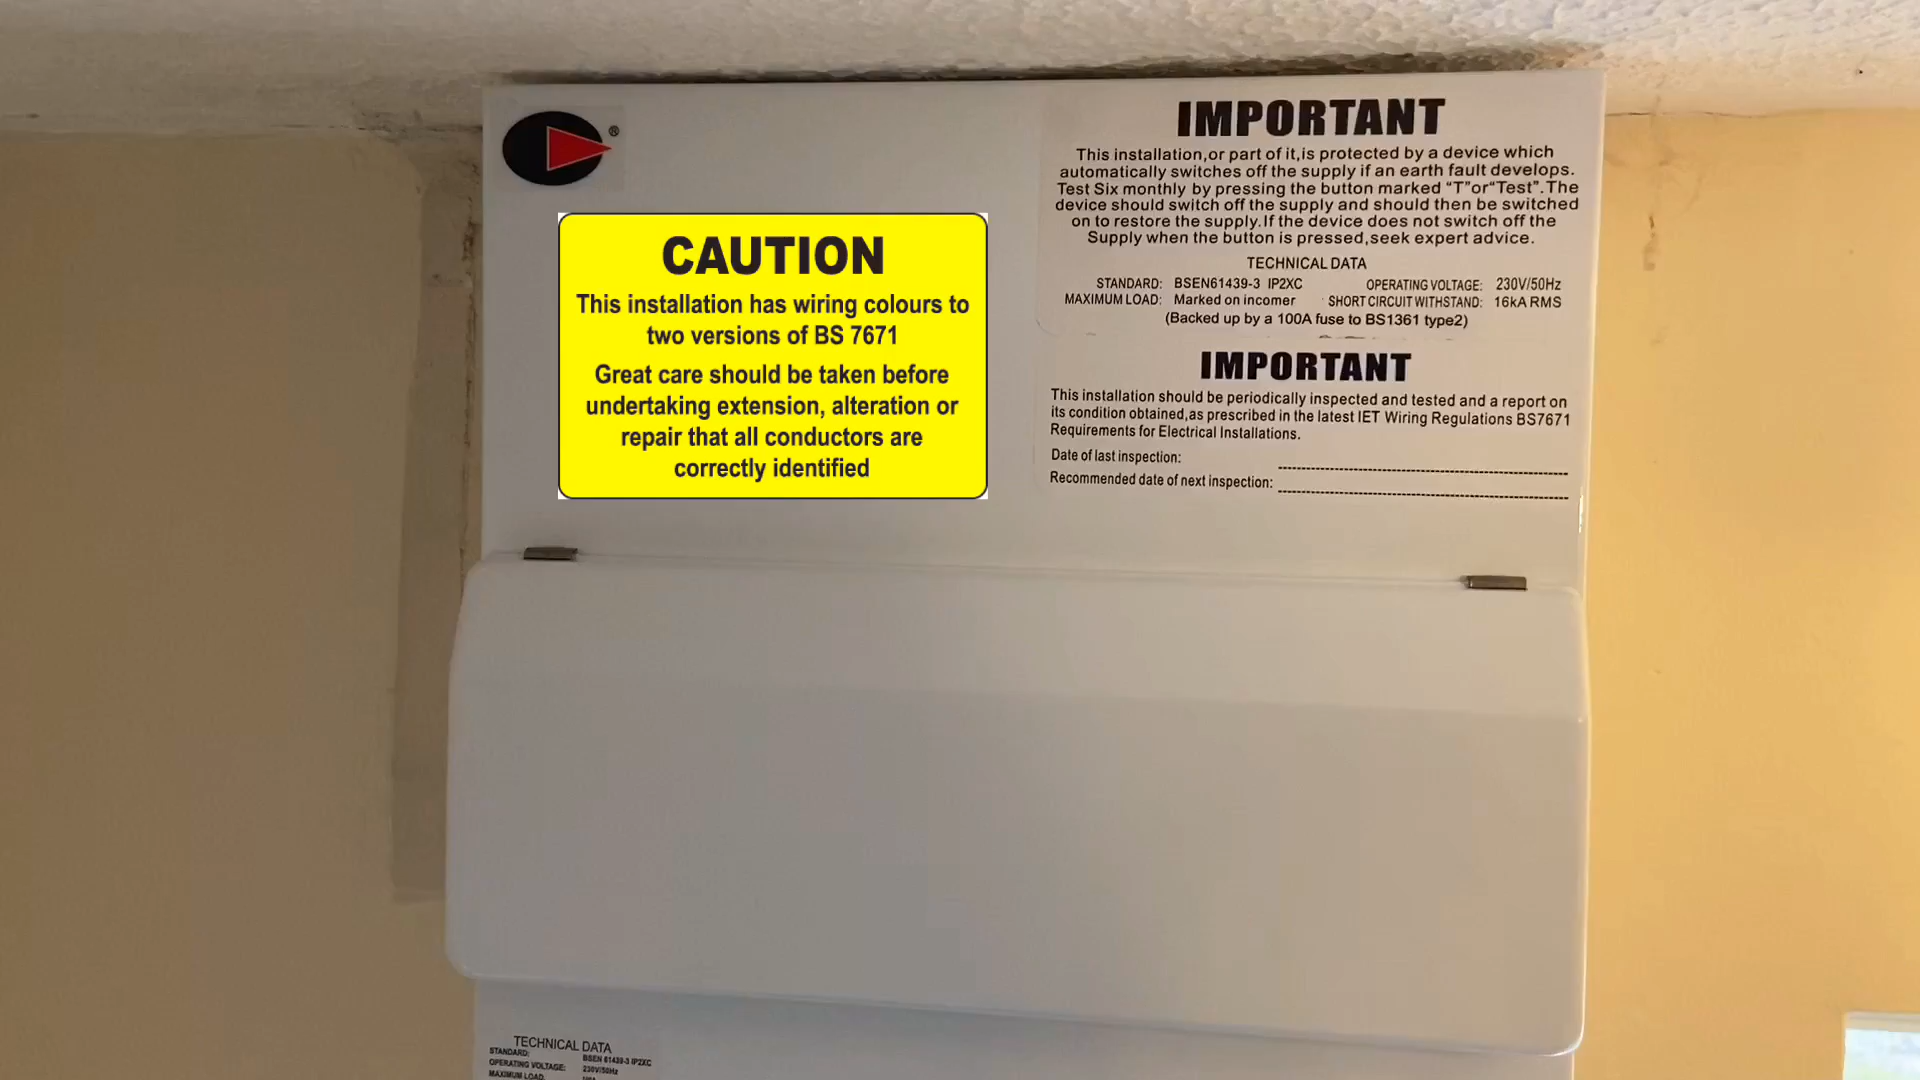 ®
CAUTION
This installation has wiring colours to
two versions of BS 7671
Great care should be taken before
undertaking extension, alteration or
repair that all conductors are
correctly identified
IMPORTANT
This installation,or part of it,is protected by a device which
automatically switches off the supply if an earth fault develops.
Test Six monthly by pressing the button marked “T”or“Test”.The
device should switch off the supply and should then be switched
on to restore the supply.If the device does not switch off the
Supply when the button is pressed,seek expert advice.
TECHNICAL DATA
STANDARD: BSEN61439-3 IP2XC OPERATING VOLTAGE: 230V/50Hz
MAXIMUM LOAD: Marked on incomer SHORT CIRCUIT WITHSTAND: 16kA RMS
(Backed up by a 100A fuse to BS1361 type2)
IMPORTANT
This installation should be periodically inspected and tested and a report on
its condition obtained,as prescribed in the latest IET Wiring Regulations BS7671
Requirements for Electrical Installations.
Date of last inspection:
Recommended date of next inspection:
TECHNICAL DATA
STANDARD: BSEN 61439-3 IP2XC
OPERATING VOLTAGE: 230V/50Hz
MAXIMUM LOAD: